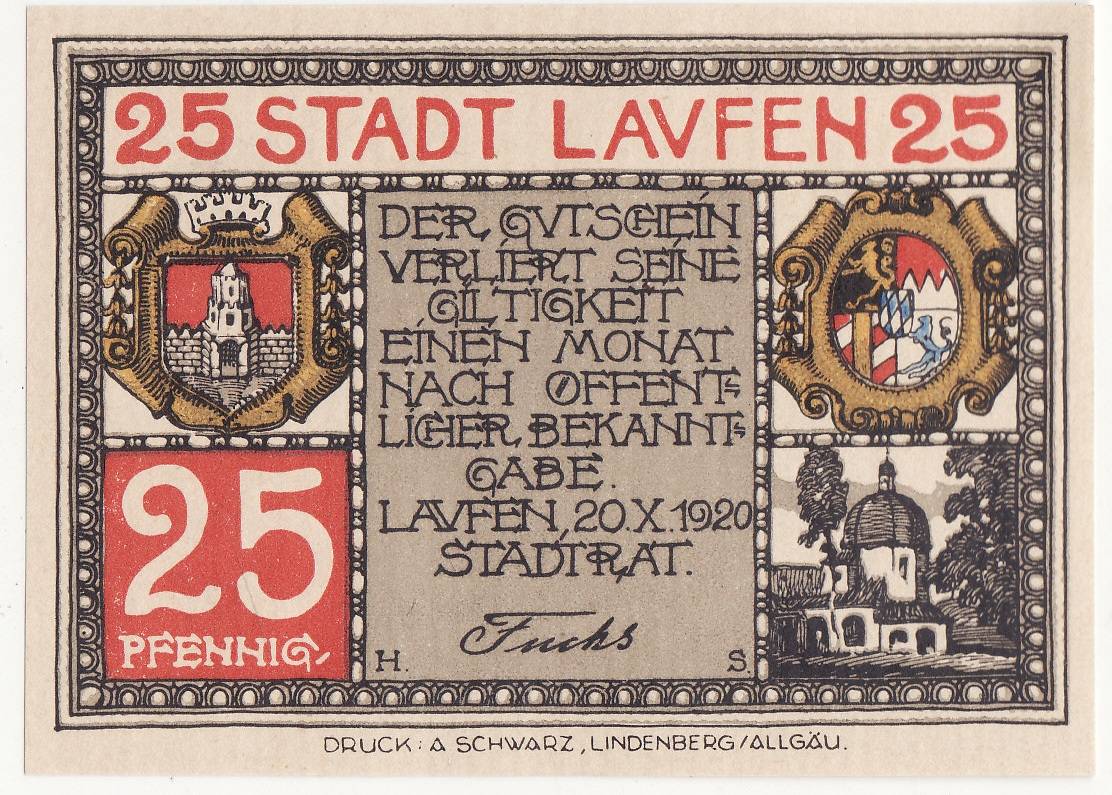 25 STADT LAVFEN 25
DER GVTSCHEIN
VERLIERT SEINE
GILTIGKEIT
EINEN MONAT
NACH ÖFFENT=
LICHER BEKANNT=
GABE.
LAVFEN, 20.X.1920
STADTRAT.
Fuchs
H. S.
25
PFENNIG
DRUCK: A SCHWARZ, LINDENBERG/ALLGÄU.